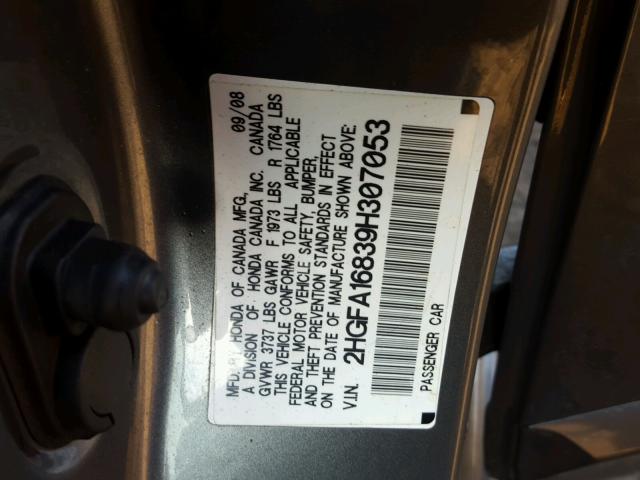 MFD. BY HONDA OF CANADA MFG. 09/08
A DIVISION OF HONDA CANADA INC. CANADA
GVWR 3737 LBS GAWR F 1973 LBS R 1764 LBS
THIS VEHICLE CONFORMS TO ALL APPLICABLE
FEDERAL MOTOR VEHICLE SAFETY, BUMPER,
AND THEFT PREVENTION STANDARDS IN EFFECT
ON THE DATE OF MANUFACTURE SHOWN ABOVE:
V.I.N. 2HGFA16839H307053
PASSENGER CAR